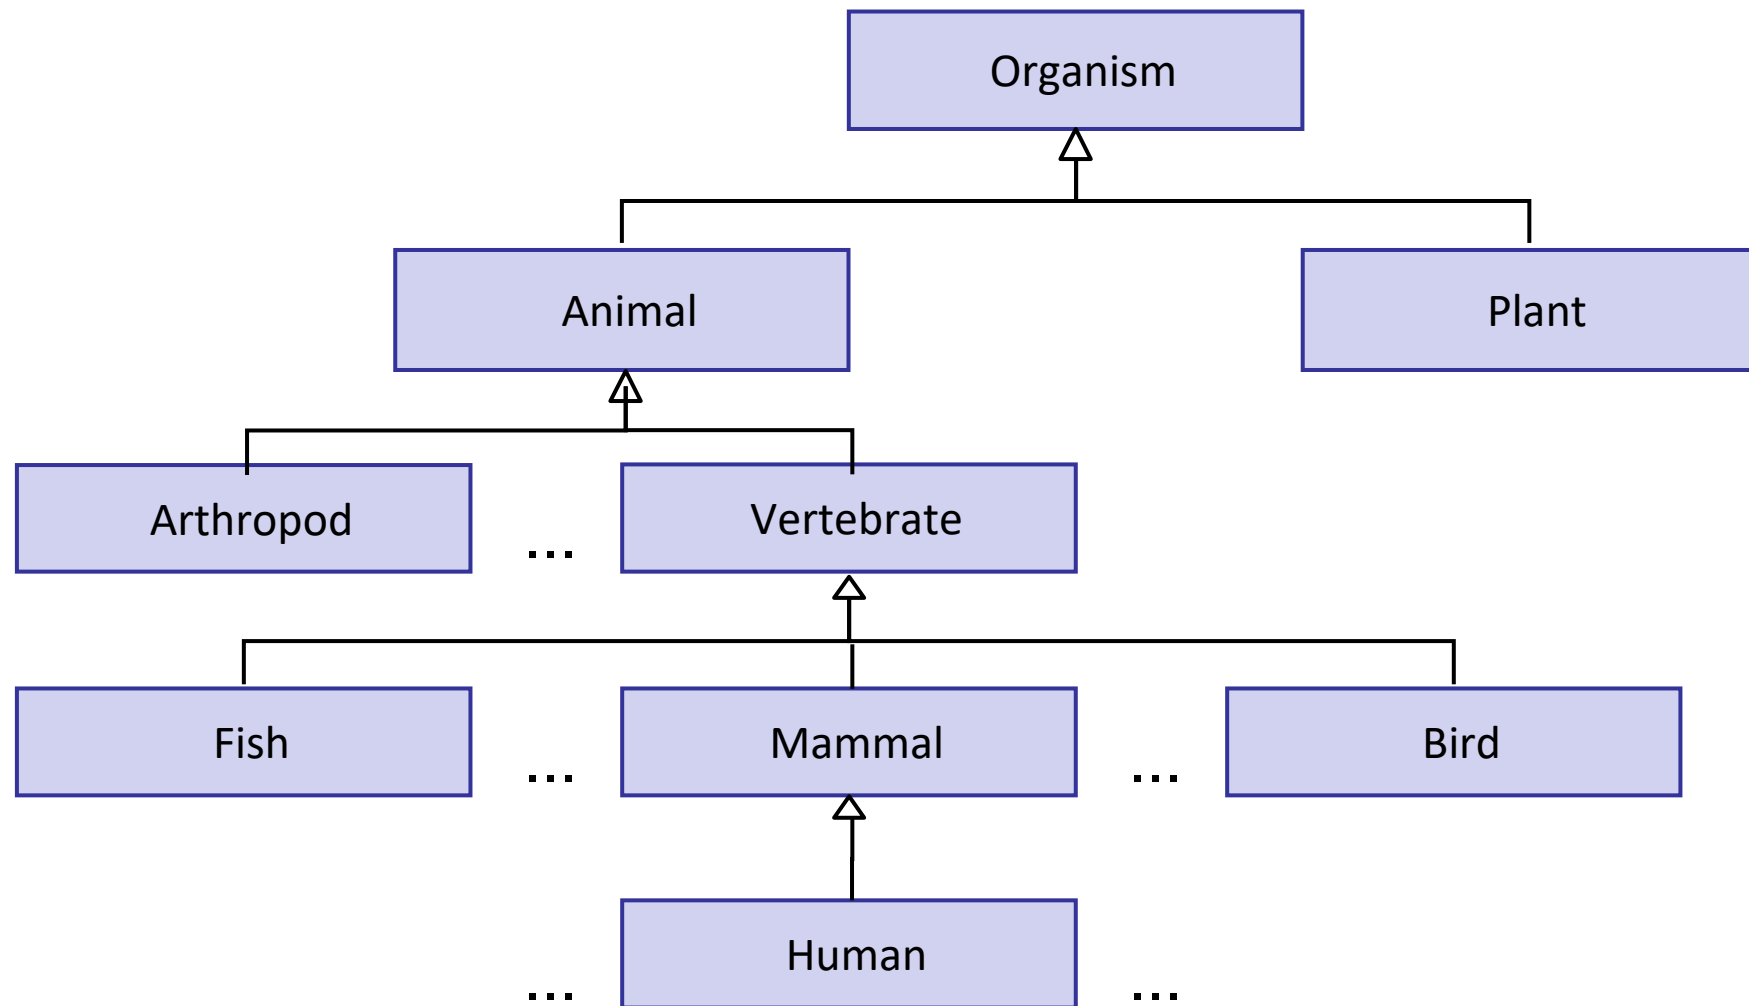 Organism
Animal
Plant
Arthropod
...
Vertebrate
Fish
...
Mammal
...
Bird
...
Human
...